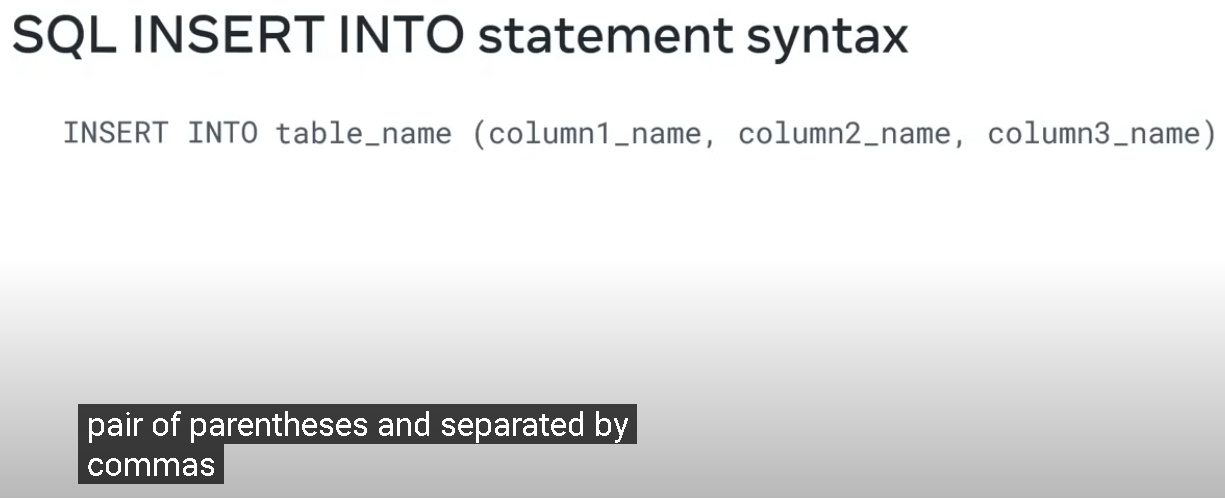 SQL INSERT INTO statement syntax
INSERT INTO table_name (column1_name, column2_name, column3_name)
pair of parentheses and separated by
commas